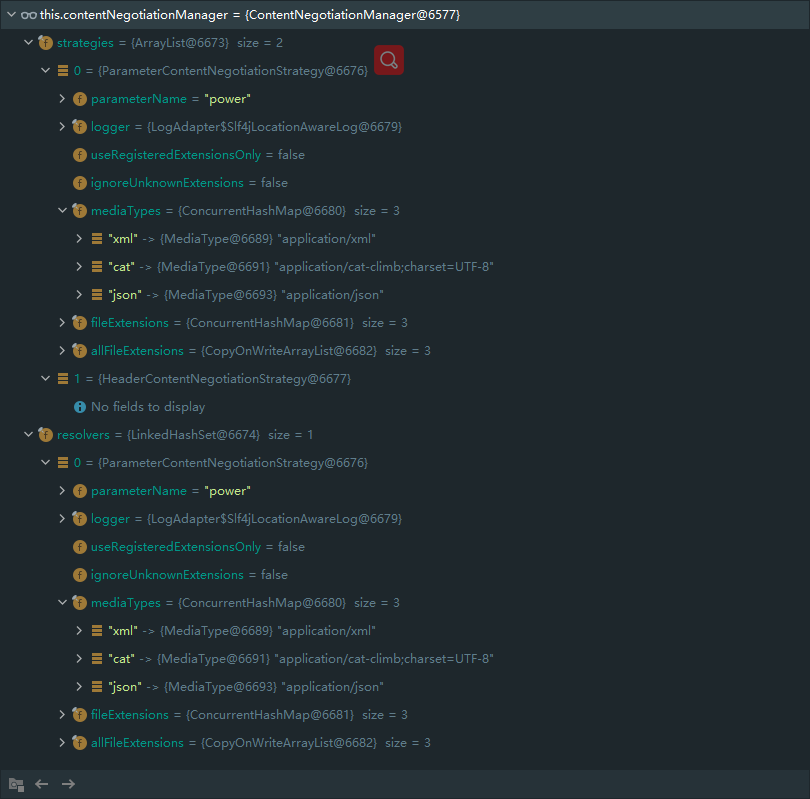 this.contentNegotiationManager = {ContentNegotiationManager@6577}
strategies = {ArrayList@6673} size = 2
0 = {ParameterContentNegotiationStrategy@6676}
parameterName = "power"
logger = {LogAdapter$Slf4jLocationAwareLog@6679}
useRegisteredExtensionsOnly = false
ignoreUnknownExtensions = false
mediaTypes = {ConcurrentHashMap@6680} size = 3
"xml" -> {MediaType@6689} "application/xml"
"cat" -> {MediaType@6691} "application/cat-climb;charset=UTF-8"
"json" -> {MediaType@6693} "application/json"
fileExtensions = {ConcurrentHashMap@6681} size = 3
allFileExtensions = {CopyOnWriteArrayList@6682} size = 3
1 = {HeaderContentNegotiationStrategy@6677}
No fields to display
resolvers = {LinkedHashSet@6674} size = 1
0 = {ParameterContentNegotiationStrategy@6676}
parameterName = "power"
logger = {LogAdapter$Slf4jLocationAwareLog@6679}
useRegisteredExtensionsOnly = false
ignoreUnknownExtensions = false
mediaTypes = {ConcurrentHashMap@6680} size = 3
"xml" -> {MediaType@6689} "application/xml"
"cat" -> {MediaType@6691} "application/cat-climb;charset=UTF-8"
"json" -> {MediaType@6693} "application/json"
fileExtensions = {ConcurrentHashMap@6681} size = 3
allFileExtensions = {CopyOnWriteArrayList@6682} size = 3